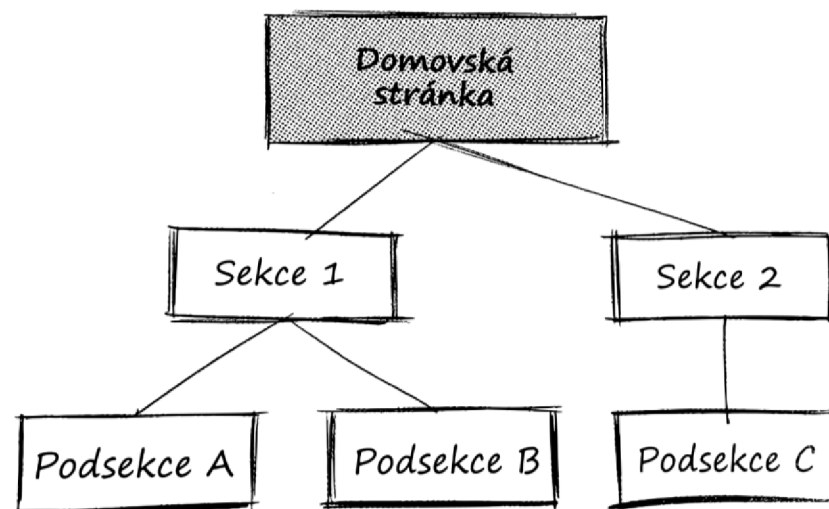 Domovská
stránka
Sekce 1
Sekce 2
Podsekce A
Podsekce B
Podsekce C